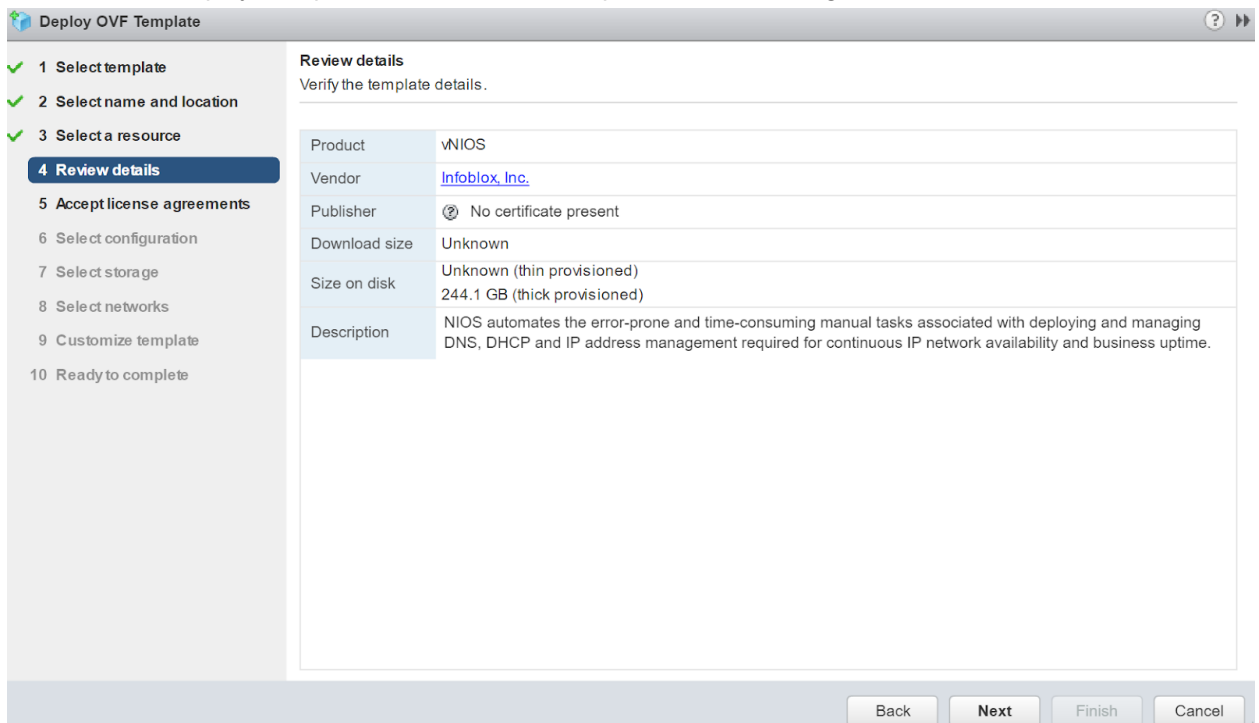 Deploy OVF Template
1 Select template
2 Select name and location
3 Select a resource
4 Review details
5 Accept license agreements
6 Select configuration
7 Select storage
8 Select networks
9 Customize template
10 Ready to complete
Review details
Verify the template details.
Product vNIOS
Vendor Infoblox, Inc.
Publisher ? No certificate present
Download size Unknown
Size on disk Unknown (thin provisioned)
244.1 GB (thick provisioned)
Description NIOS automates the error-prone and time-consuming manual tasks associated with deploying and managing
DNS, DHCP and IP address management required for continuous IP network availability and business uptime.
Back Next Finish Cancel